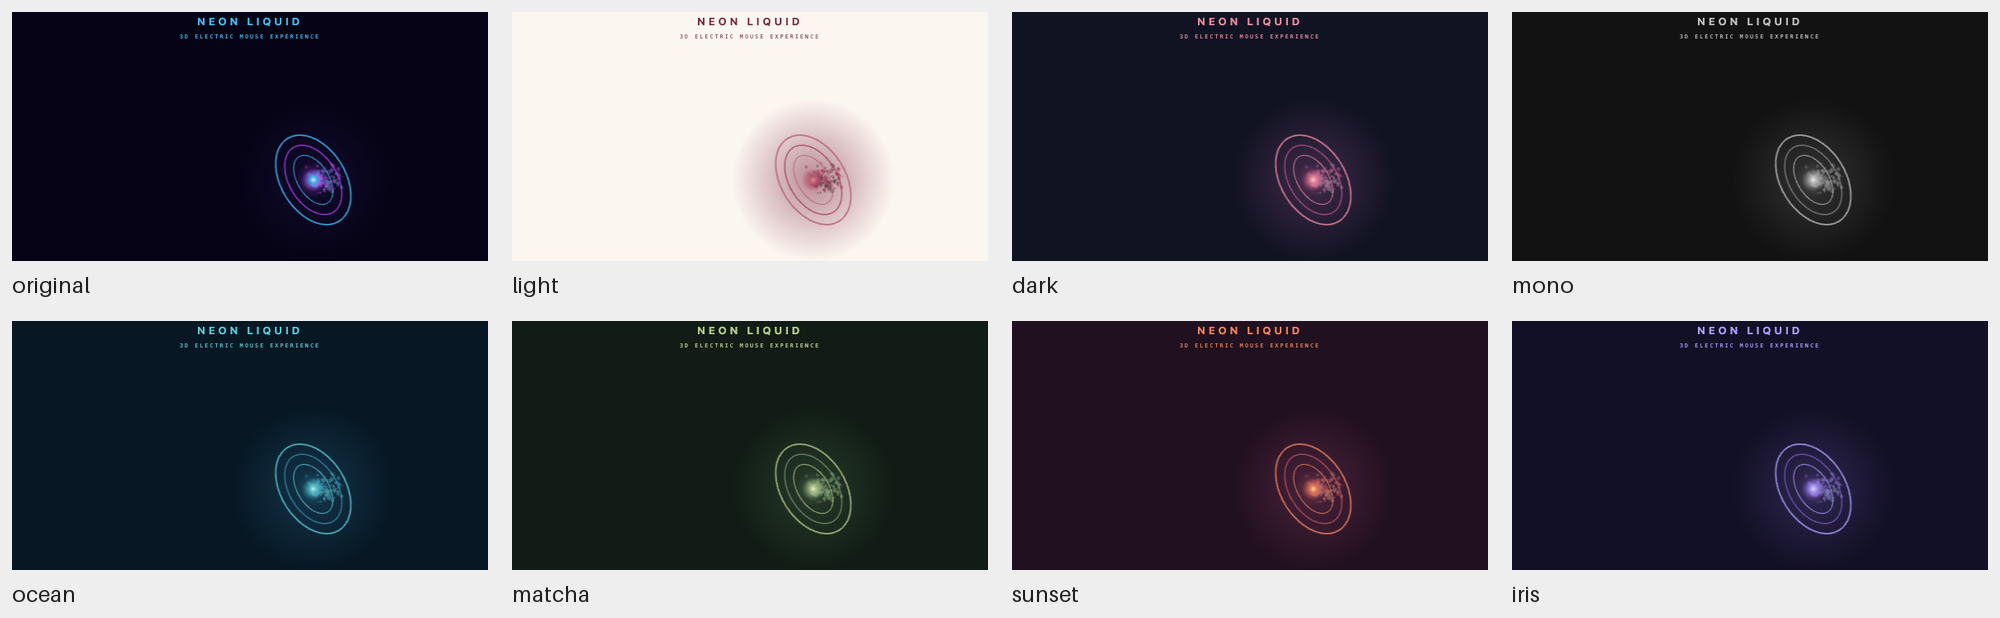 NEON LIQUID
3D ELECTRIC MOUSE EXPERIENCE
original
NEON LIQUID
3D ELECTRIC MOUSE EXPERIENCE
light
NEON LIQUID
3D ELECTRIC MOUSE EXPERIENCE
dark
NEON LIQUID
3D ELECTRIC MOUSE EXPERIENCE
mono
NEON LIQUID
3D ELECTRIC MOUSE EXPERIENCE
ocean
NEON LIQUID
3D ELECTRIC MOUSE EXPERIENCE
matcha
NEON LIQUID
3D ELECTRIC MOUSE EXPERIENCE
sunset
NEON LIQUID
3D ELECTRIC MOUSE EXPERIENCE
iris